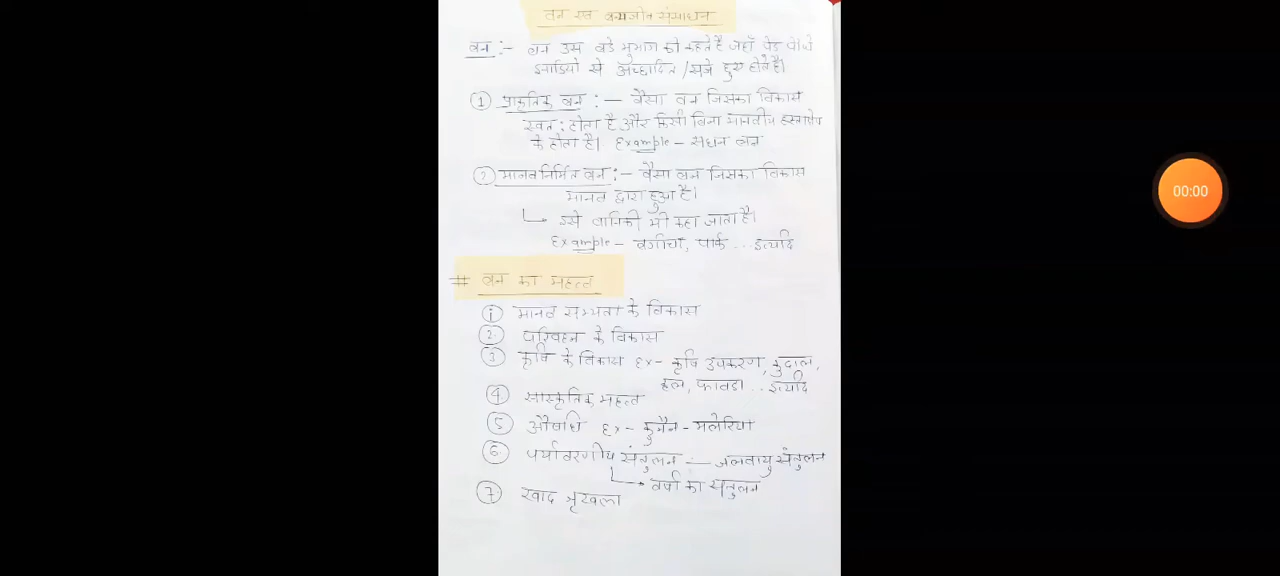 वन एवं वन्यजीव संसाधन
वन :- वन उस बडे भुभाग को कहते है जहाँ पेड़ पौधे
झाडियो से अच्छादित /सजे हुए होते है।
① प्राकृतिक वन :- वैसा वन जिसका विकास
स्वत: होता है और किसी बिना मानवीय हस्तक्षेप
के होता है। Example - सघन वन
② मानव निर्मित वन :- वैसा वन जिसका विकास
मानव द्वारा हुआ है।
↳ इसे वानिकी भी कहा जाता है।
Example - बगीचा, पार्क ... इत्यादि
# वन का महत्व
① मानव सभ्यता के विकास
② परिवहन के विकास
③ कृषि के विकास Ex- कृषि उपकरण, कुदाल,
हल, फावडा ... इत्यादि
④ सांस्कृतिक महत्व
⑤ औषधि Ex - कुनैन - मलेरिया
⑥ पर्यावरणीय संतुलन — जलवायु संतुलन
↳ वर्षा का संतुलन
⑦ खाद श्रृखला
00:00